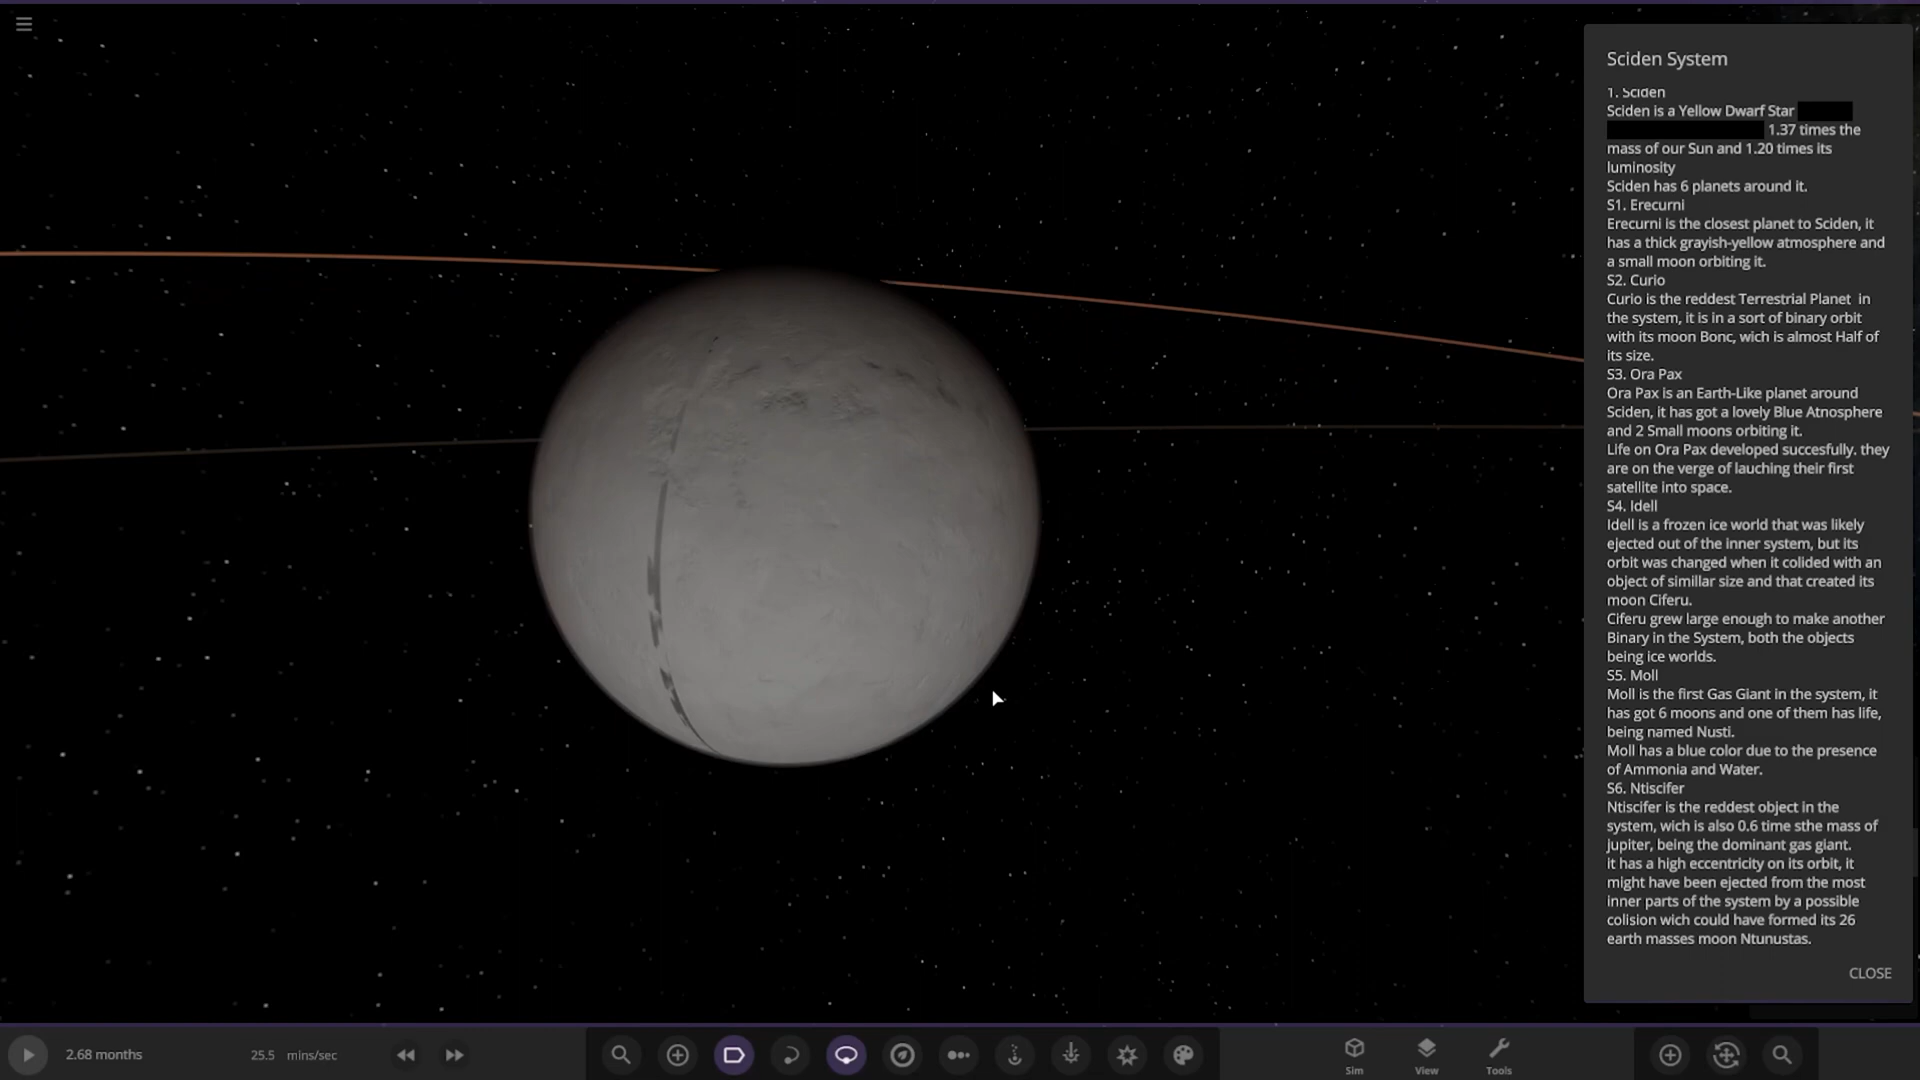 Sciden System
1. Sciden
Sciden is a Yellow Dwarf Star
1.37 times the
mass of our Sun and 1.20 times its
luminosity
Sciden has 6 planets around it.
S1. Erecurni
Erecurni is the closest planet to Sciden, it
has a thick grayish-yellow atmosphere and
a small moon orbiting it.
S2. Curio
Curio is the reddest Terrestrial Planet in
the system, it is in a sort of binary orbit
with its moon Bonc, wich is almost Half of
its size.
S3. Ora Pax
Ora Pax is an Earth-Like planet around
Sciden, it has got a lovely Blue Atnosphere
and 2 Small moons orbiting it.
Life on Ora Pax developed succesfully. they
are on the verge of lauching their first
satellite into space.
S4. Idell
Idell is a frozen ice world that was likely
ejected out of the inner system, but its
orbit was changed when it colided with an
object of simillar size and that created its
moon Ciferu.
Ciferu grew large enough to make another
Binary in the System, both the objects
being ice worlds.
S5. Moll
Moll is the first Gas Giant in the system, it
has got 6 moons and one of them has life,
being named Nusti.
Moll has a blue color due to the presence
of Ammonia and Water.
S6. Ntiscifer
Ntiscifer is the reddest object in the
system, wich is also 0.6 time sthe mass of
jupiter, being the dominant gas giant.
it has a high eccentricity on its orbit, it
might have been ejected from the most
inner parts of the system by a possible
colision wich could have formed its 26
earth masses moon Ntunustas.
CLOSE
2.68 months
25.5 mins/sec
Sim
View
Tools